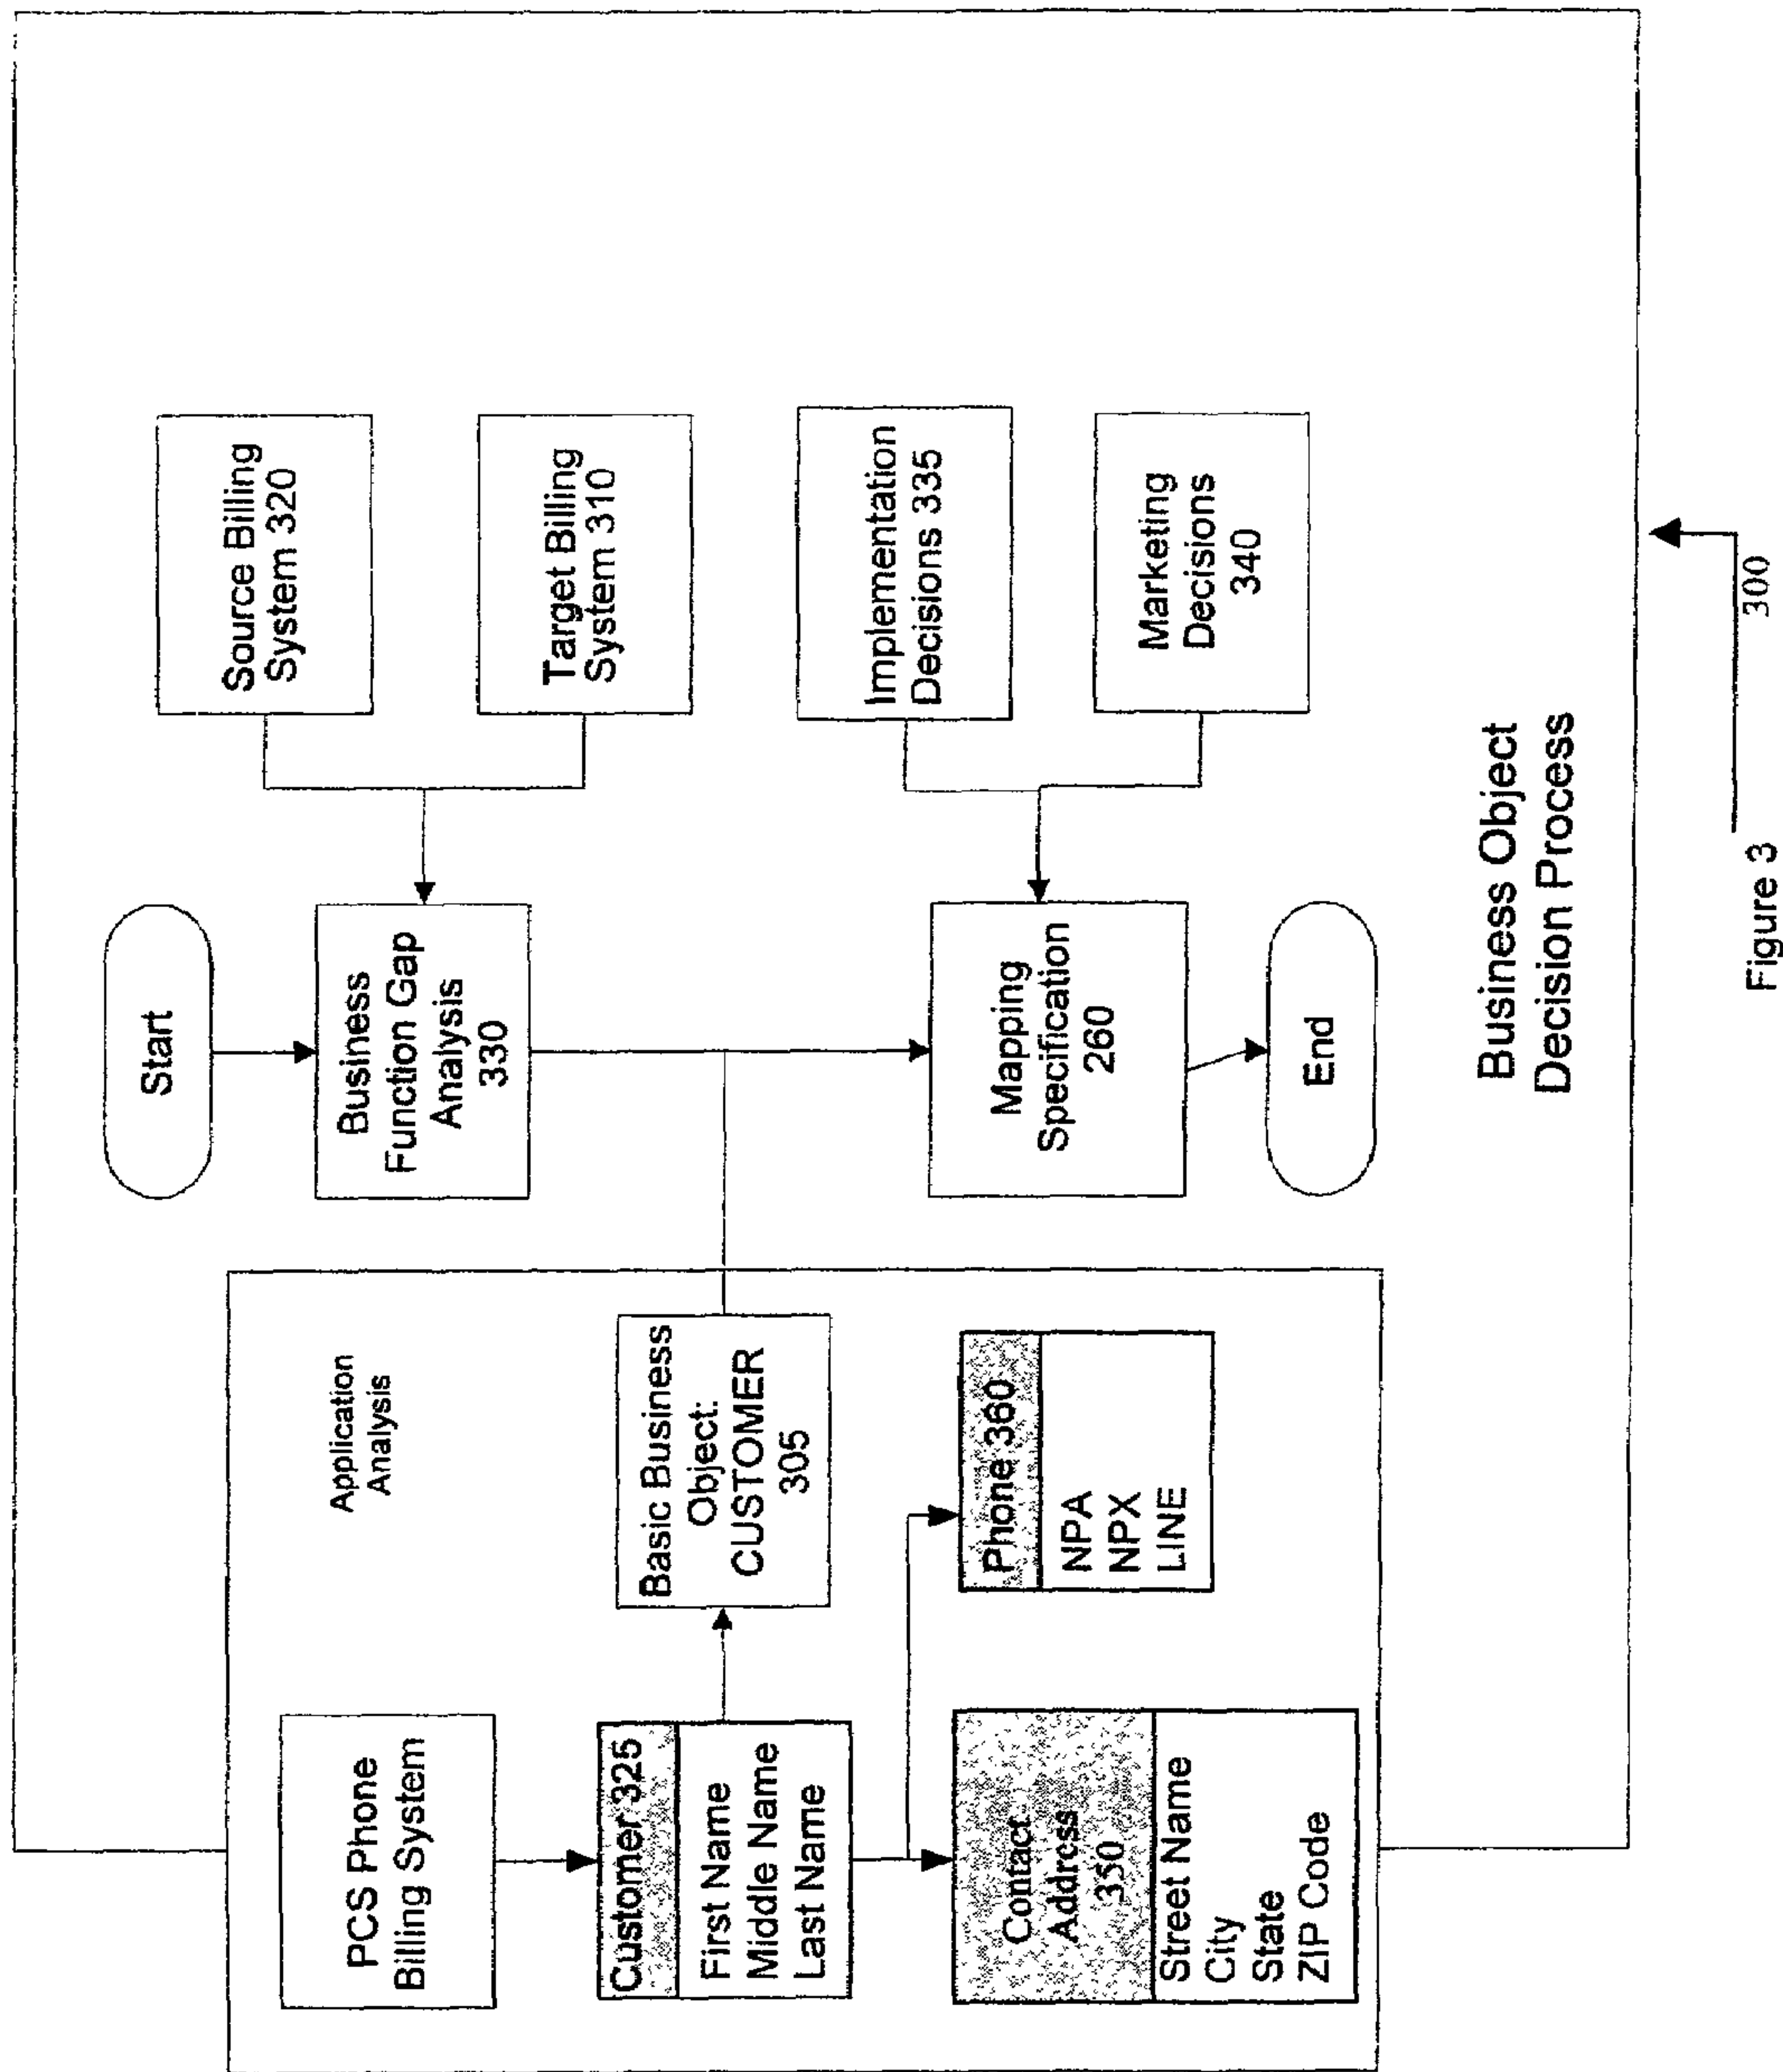 Start
Business
Function Gap
Analysis
330
Source Billing
System 320
Target Billing
System 310
Application
Analysis
PCS Phone
Billing System
Customer 325
First Name
Middle Name
Last Name
Basic Business
Object:
CUSTOMER
305
Contact
Address
350
Street Name
City
State
ZIP Code
Phone 360
NPA
NPX
LINE
Mapping
Specification
260
Implementation
Decisions 335
Marketing
Decisions
340
End
Business Object
Decision Process
Figure 3
300